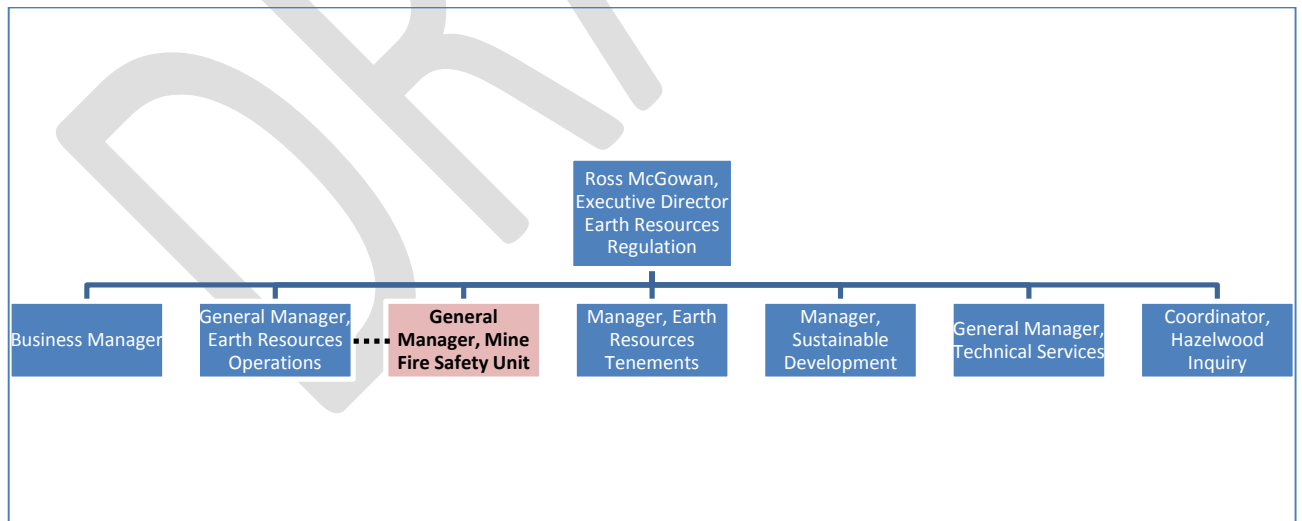 Ross McGowan,
Executive Director
Earth Resources
Regulation
Business Manager
General Manager,
Earth Resources
Operations
General
Manager, Mine
Fire Safety Unit
Manager, Earth
Resources
Tenements
Manager,
Sustainable
Development
General Manager,
Technical Services
Coordinator,
Hazelwood
Inquiry